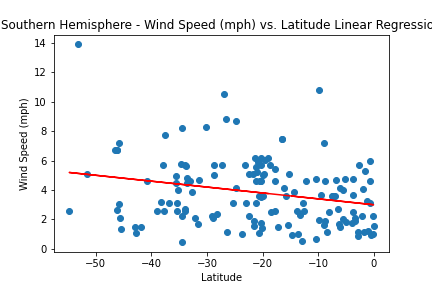 Southern Hemisphere - Wind Speed (mph) vs. Latitude Linear Regressio
14
12
10
8
6
4
2
0
Wind Speed (mph)
−50 −40 −30 −20 −10 0
Latitude